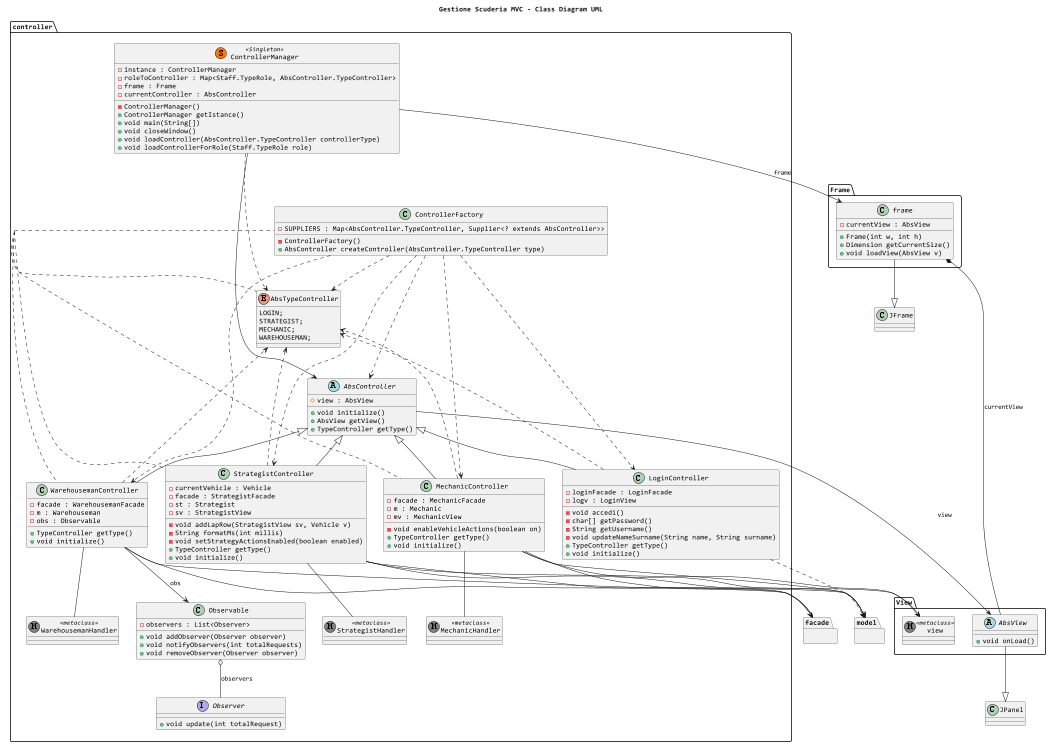 Gestione Scuderia MVC - Class Diagram UML
controller
S
«Singleton»
ControllerManager
instance : ControllerManager
roleToController : Map<Staff.TypeRole, AbsController.TypeController>
frame : Frame
currentController : AbsController
ControllerManager()
ControllerManager getIstance()
void main(String[])
void closeWindow()
void loadController(AbsController.TypeController controllerType)
void loadControllerForRole(Staff.TypeRole role)
frame
Frame
C frame
currentView : AbsView
Frame(int w, int h)
Dimension getCurrentSize()
void loadView(AbsView v)
C ControllerFactory
SUPPLIERS : Map<AbsController.TypeController, Supplier<? extends AbsController>>
ControllerFactory()
AbsController createController(AbsController.TypeController type)
E AbsTypeController
LOGIN;
STRATEGIST;
MECHANIC;
WAREHOUSEMAN;
C JFrame
A AbsController
view : AbsView
void initialize()
AbsView getView()
TypeController getType()
currentView
C WarehousemanController
facade : WarehousemanFacade
m : Warehouseman
obs : Observable
TypeController getType()
void initialize()
C StrategistController
currentVehicle : Vehicle
facade : StrategistFacade
st : Strategist
sv : StrategistView
void addLapRow(StrategistView sv, Vehicle v)
String formatMs(int millis)
void setStrategyActionsEnabled(boolean enabled)
TypeController getType()
void initialize()
C MechanicController
facade : MechanicFacade
m : Mechanic
mv : MechanicView
void enableVehicleActions(boolean on)
TypeController getType()
void initialize()
C LoginController
loginFacade : LoginFacade
logv : LoginView
void accedi()
char[] getPassword()
String getUsername()
void updateNameSurname(String name, String surname)
TypeController getType()
void initialize()
view
obs
H «metaclass»
WarehousemanHandler
C Observable
observers : List<Observer>
void addObserver(Observer observer)
void notifyObservers(int totalRequests)
void removeObserver(Observer observer)
H «metaclass»
StrategistHandler
H «metaclass»
MechanicHandler
facade
model
View
H «metaclass»
view
A AbsView
void onLoad()
observers
I Observer
void update(int totalRequest)
C JPanel